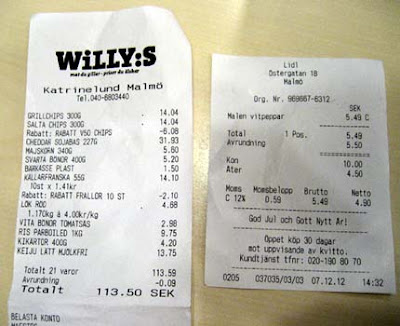 WiLLY:S
mat du gillar - priser du älskar
Katrinelund Malmö
Tel.040-6803440
GRILLCHIPS 300G 14.04
SALTA CHIPS 300G 14.04
Rabatt: RABATT V50 CHIPS -6.08
CHEDDAR SOJABAS 227G 31.93
MAJSKORN 340G 5.60
SVARTA BÖNOR 400G 5.20
BARKASSE PÅSE 1.50
KÄLLARFRANSKA 55G 14.10
10st x 1.41kr
Rabatt: RABATT FRALLOR 10 ST -2.10
LÖK RÖD 4.68
1.170kg à 4.00kr/kg
VITA BÖNOR TOMATSÅS 2.98
RIS PARBOILED 1KG 9.75
KIKÄRTOR 400G 4.20
KEIJU LÄTT MJÖLKFRI 13.75
Totalt 21 varor 113.59
Avrundning -0.09
Totalt 113.50 SEK
BELASTA KONTO
Lidl
Östergatan 18
Malmö
Org. Nr. 969667-6312
SEK
Malen vitpeppar 5.49 C
Total 1 Pos. 5.49
Avrundning 5.50
Kon 10.00
Åter 4.50
Moms Momsbelopp Brutto Netto
C 12% 0.59 5.49 4.90
God Jul och Gott Nytt År!
Öppet köp 30 dagar
mot uppvisande av kvitto.
Kundtjänst tfnr: 020-190 80 70
0205 037035/03/03 07.12.12 14:32